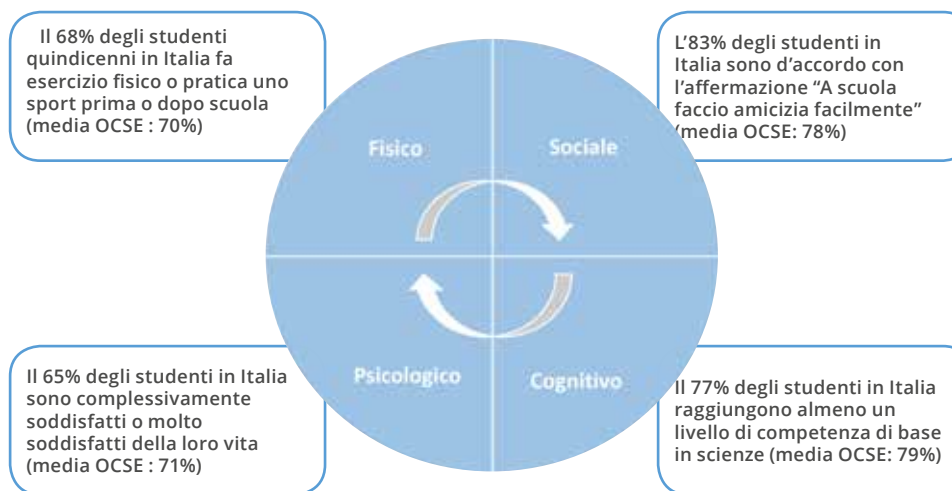 Il 68% degli studenti
quindicenni in Italia fa
esercizio fisico o pratica uno
sport prima o dopo scuola
(media OCSE : 70%)
L’83% degli studenti in
Italia sono d’accordo con
l’affermazione “A scuola
faccio amicizia facilmente”
(media OCSE: 78%)
Fisico
Sociale
Psicologico
Cognitivo
Il 65% degli studenti in Italia
sono complessivamente
soddisfatti o molto
soddisfatti della loro vita
(media OCSE : 71%)
Il 77% degli studenti in Italia
raggiungono almeno un
livello di competenza di base
in scienze (media OCSE: 79%)